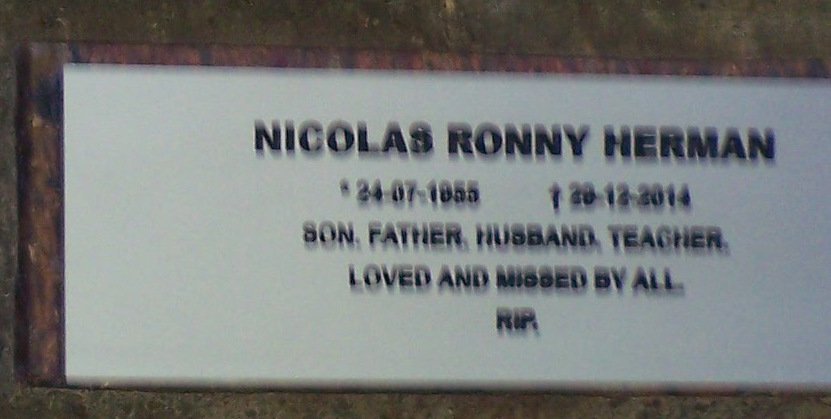 NICOLAS RONNY HERMAN
* 24-07-1955 † 29-12-2014
SON, FATHER, HUSBAND, TEACHER,
LOVED AND MISSED BY ALL.
RIP.